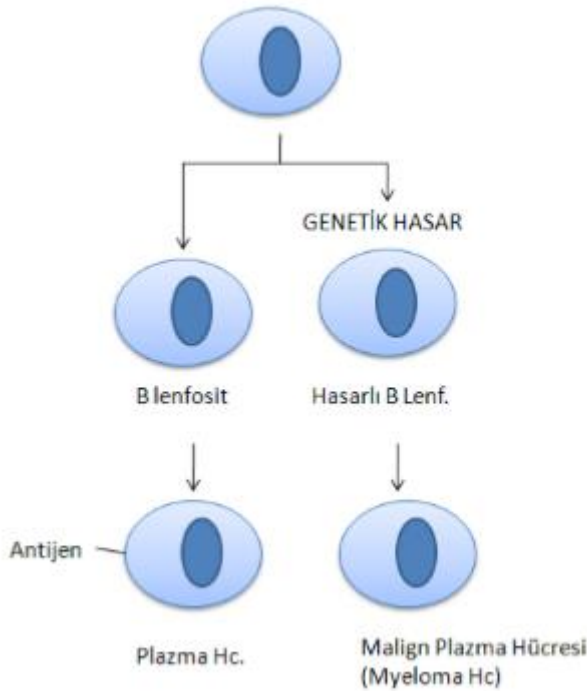 GENETİK HASAR
B lenfosit
Hasarlı B Lenf.
Antijen
Plazma Hc.
Malign Plazma Hücresi
(Myeloma Hc)